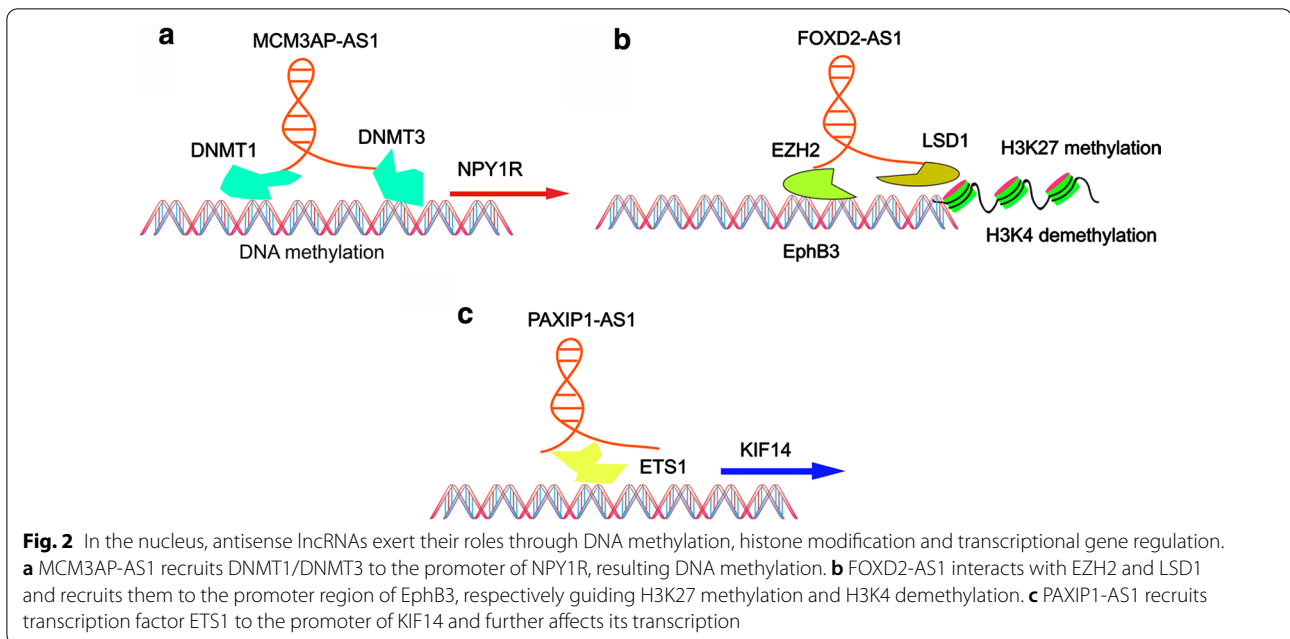 a
MCM3AP-AS1
DNMT1
DNMT3
NPY1R
DNA methylation
b
FOXD2-AS1
EZH2
LSD1
H3K27 methylation
H3K4 demethylation
EphB3
c
PAXIP1-AS1
ETS1
KIF14
Fig. 2 In the nucleus, antisense lncRNAs exert their roles through DNA methylation, histone modification and transcriptional gene regulation.
a MCM3AP-AS1 recruits DNMT1/DNMT3 to the promoter of NPY1R, resulting DNA methylation. b FOXD2-AS1 interacts with EZH2 and LSD1
and recruits them to the promoter region of EphB3, respectively guiding H3K27 methylation and H3K4 demethylation. c PAXIP1-AS1 recruits
transcription factor ETS1 to the promoter of KIF14 and further affects its transcription